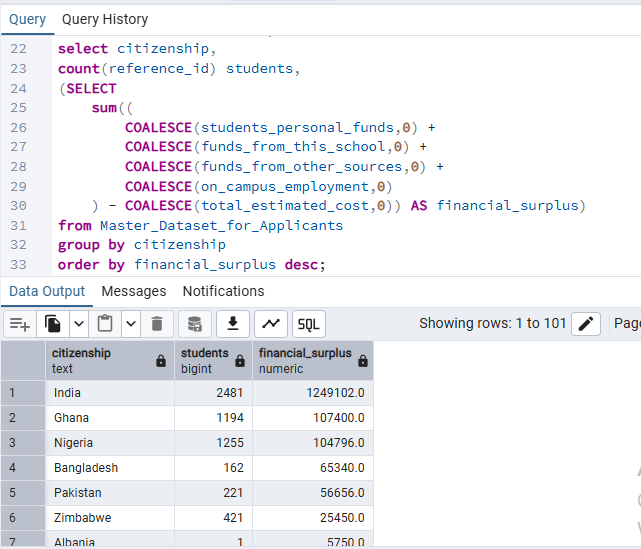 Query Query History
22 select citizenship,
23 count(reference_id) students,
24 (SELECT
25 sum((
26 COALESCE(students_personal_funds,0) +
27 COALESCE(funds_from_this_school,0) +
28 COALESCE(funds_from_other_sources,0) +
29 COALESCE(on_campus_employment,0)
30 ) - COALESCE(total_estimated_cost,0)) AS financial_surplus)
31 from Master_Dataset_for_Applicants
32 group by citizenship
33 order by financial_surplus desc;
Data Output Messages Notifications
SQL Showing rows: 1 to 101 Page
citizenship students financial_surplus
text bigint numeric
1 India 2481 1249102.0
2 Ghana 1194 107400.0
3 Nigeria 1255 104796.0
4 Bangladesh 162 65340.0
5 Pakistan 221 56656.0
6 Zimbabwe 421 25450.0
7 Albania 1 5750.0